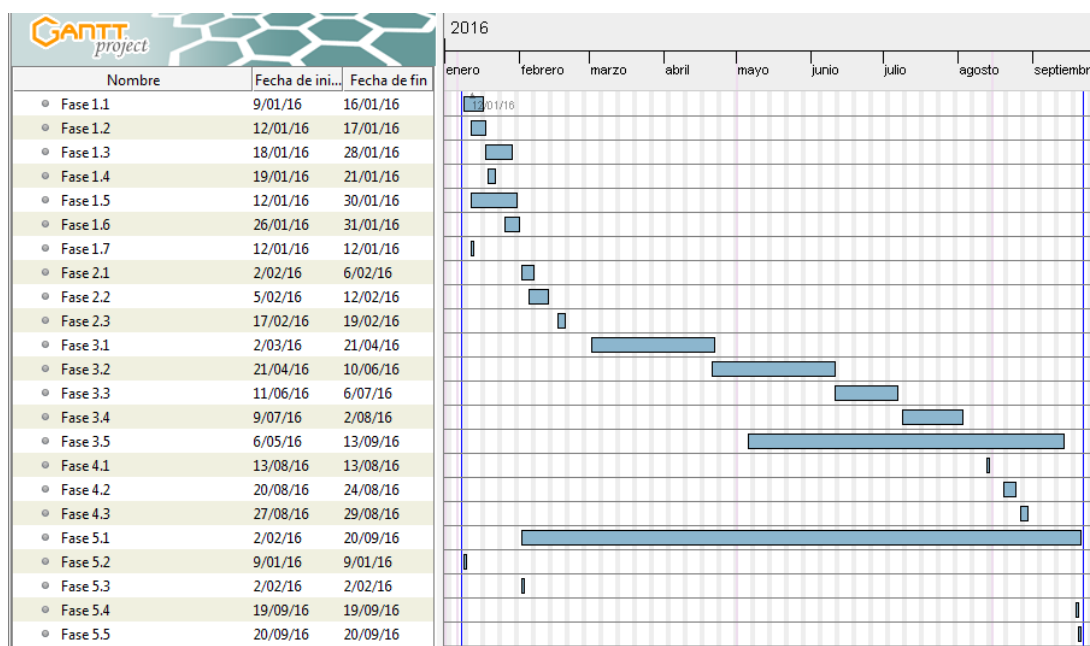 GANTT
project
2016
Nombre Fecha de ini... Fecha de fin enero febrero marzo abril mayo junio julio agosto septiembr
Fase 1.1 9/01/16 16/01/16 12/01/16
Fase 1.2 12/01/16 17/01/16
Fase 1.3 18/01/16 28/01/16
Fase 1.4 19/01/16 21/01/16
Fase 1.5 12/01/16 30/01/16
Fase 1.6 26/01/16 31/01/16
Fase 1.7 12/01/16 12/01/16
Fase 2.1 2/02/16 6/02/16
Fase 2.2 5/02/16 12/02/16
Fase 2.3 17/02/16 19/02/16
Fase 3.1 2/03/16 21/04/16
Fase 3.2 21/04/16 10/06/16
Fase 3.3 11/06/16 6/07/16
Fase 3.4 9/07/16 2/08/16
Fase 3.5 6/05/16 13/09/16
Fase 4.1 13/08/16 13/08/16
Fase 4.2 20/08/16 24/08/16
Fase 4.3 27/08/16 29/08/16
Fase 5.1 2/02/16 20/09/16
Fase 5.2 9/01/16 9/01/16
Fase 5.3 2/02/16 2/02/16
Fase 5.4 19/09/16 19/09/16
Fase 5.5 20/09/16 20/09/16